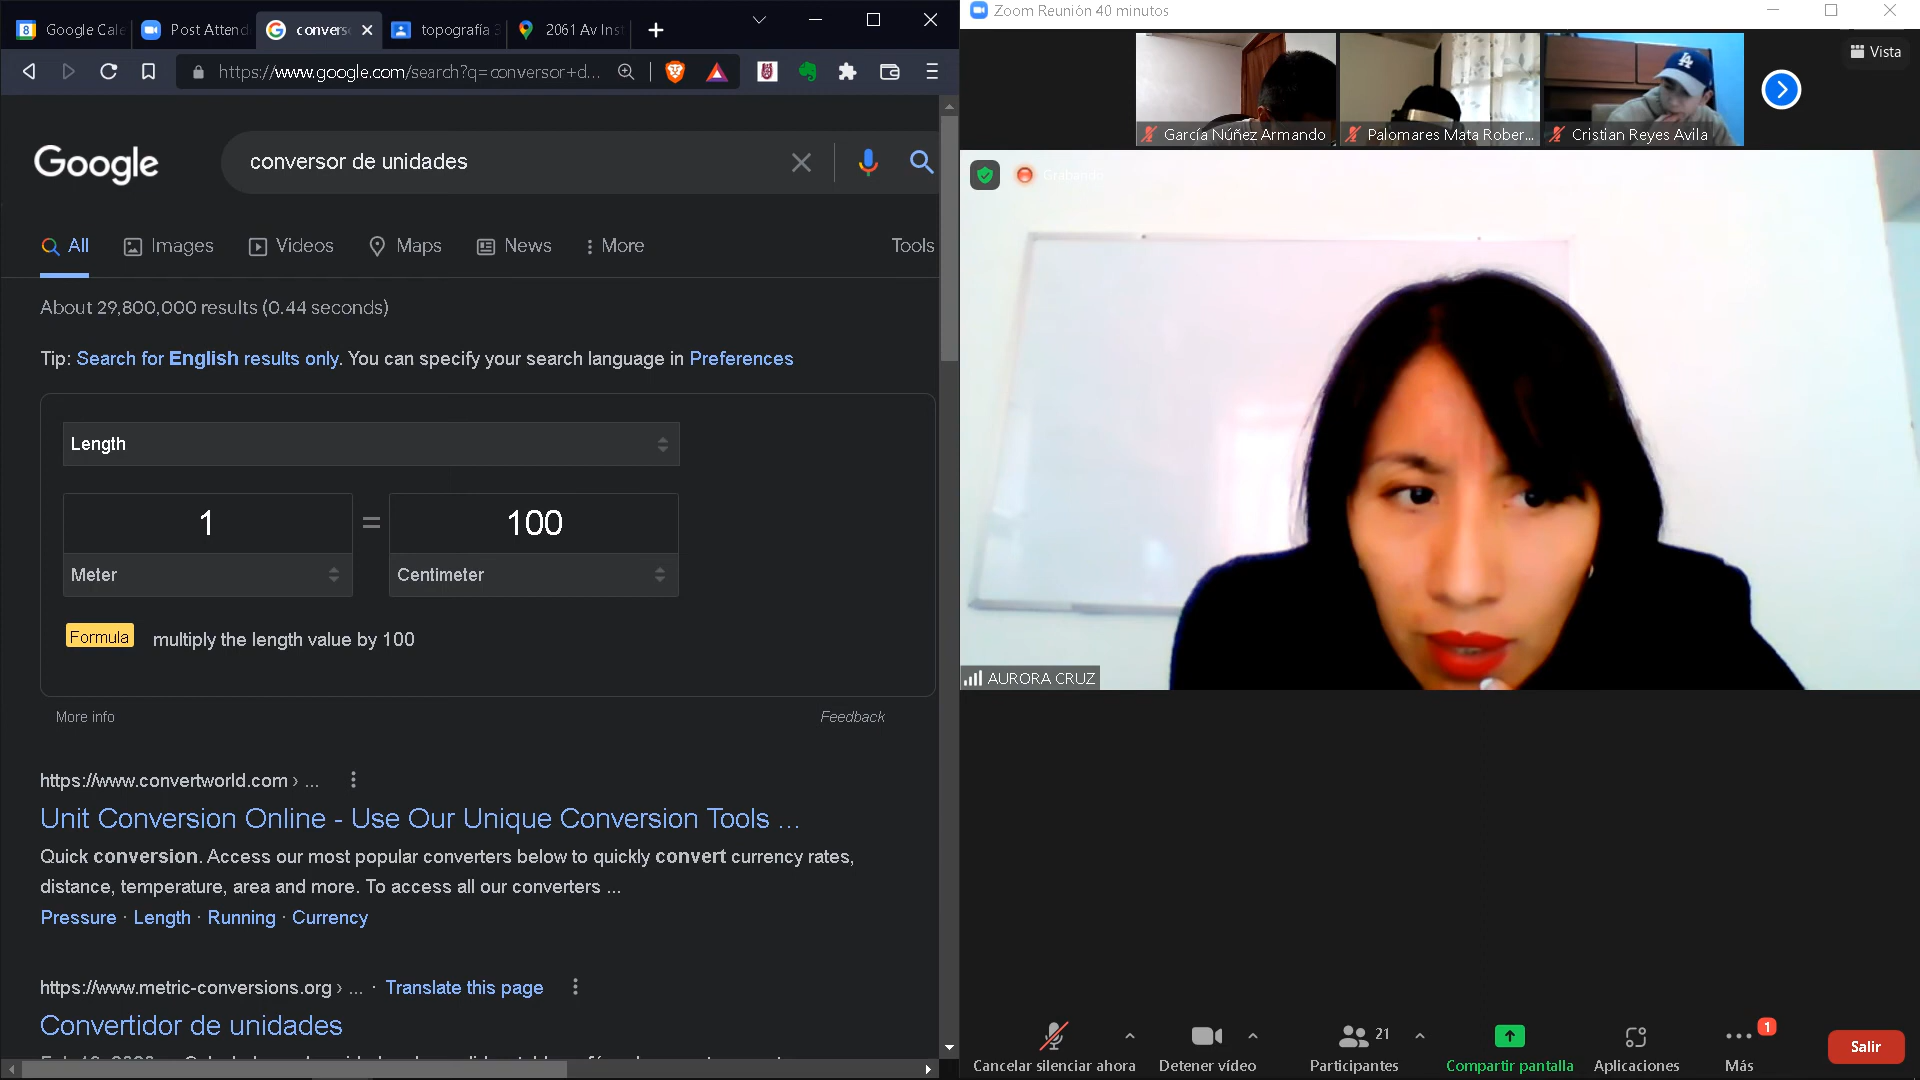 Google Cale
Post Attend
convers
topografía 3
2061 Av Inst
https://www.google.com/search?q=conversor+d...
Google
conversor de unidades
All
Images
Videos
Maps
News
More
Tools
About 29,800,000 results (0.44 seconds)
Tip: Search for English results only. You can specify your search language in Preferences
Length
1 = 100
Meter
Centimeter
Formula multiply the length value by 100
More info
Feedback
https://www.convertworld.com › ...
Unit Conversion Online - Use Our Unique Conversion Tools ...
Quick conversion. Access our most popular converters below to quickly convert currency rates,
distance, temperature, area and more. To access all our converters ...
Pressure · Length · Running · Currency
https://www.metric-conversions.org › ... · Translate this page
Convertidor de unidades
Zoom Reunión 40 minutos
García Núñez Armando
Palomares Mata Rober...
Cristian Reyes Avila
Vista
LA
AURORA CRUZ
21
1
Cancelar silenciar ahora
Detener vídeo
Participantes
Compartir pantalla
Aplicaciones
Más
Salir